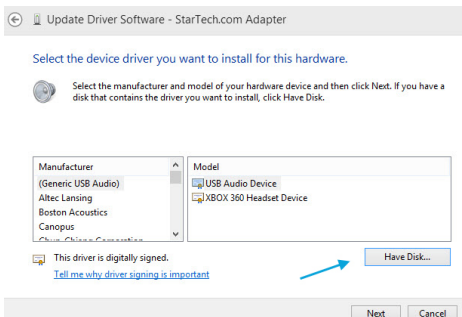 Update Driver Software - StarTech.com Adapter
Select the device driver you want to install for this hardware.
Select the manufacturer and model of your hardware device and then click Next. If you have a
disk that contains the driver you want to install, click Have Disk.
Manufacturer
(Generic USB Audio)
Altec Lansing
Boston Acoustics
Canopus
Model
USB Audio Device
XBOX 360 Headset Device
This driver is digitally signed.
Tell me why driver signing is important
Have Disk...
Next
Cancel